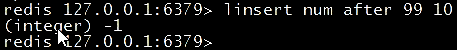 redis 127.0.0.1:6379> linsert num after 99 10
(integer) -1
redis 127.0.0.1:6379>